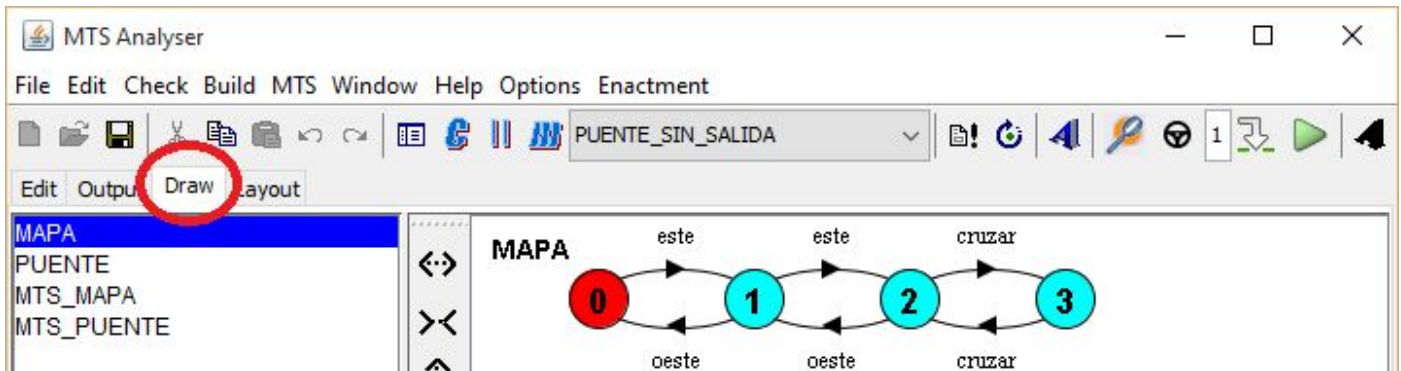 MTS Analyser
File Edit Check Build MTS Window Help Options Enactment
PUENTE_SIN_SALIDA
1
Edit Outpu Draw Layout
MAPA
PUENTE
MTS_MAPA
MTS_PUENTE
MAPA
este este cruzar
0 1 2 3
oeste oeste cruzar